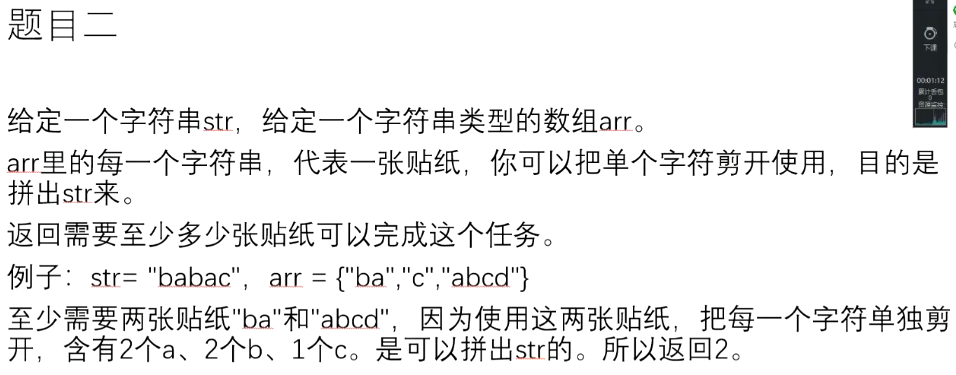 题目二
给定一个字符串str，给定一个字符串类型的数组arr。
arr里的每一个字符串，代表一张贴纸，你可以把单个字符剪开使用，目的是
拼出str来。
返回需要至少多少张贴纸可以完成这个任务。
例子：str= "babac"，arr = {"ba","c","abcd"}
至少需要两张贴纸"ba"和"abcd"，因为使用这两张贴纸，把每一个字符单独剪
开，含有2个a、2个b、1个c。是可以拼出str的。所以返回2。
下课
00:01:12